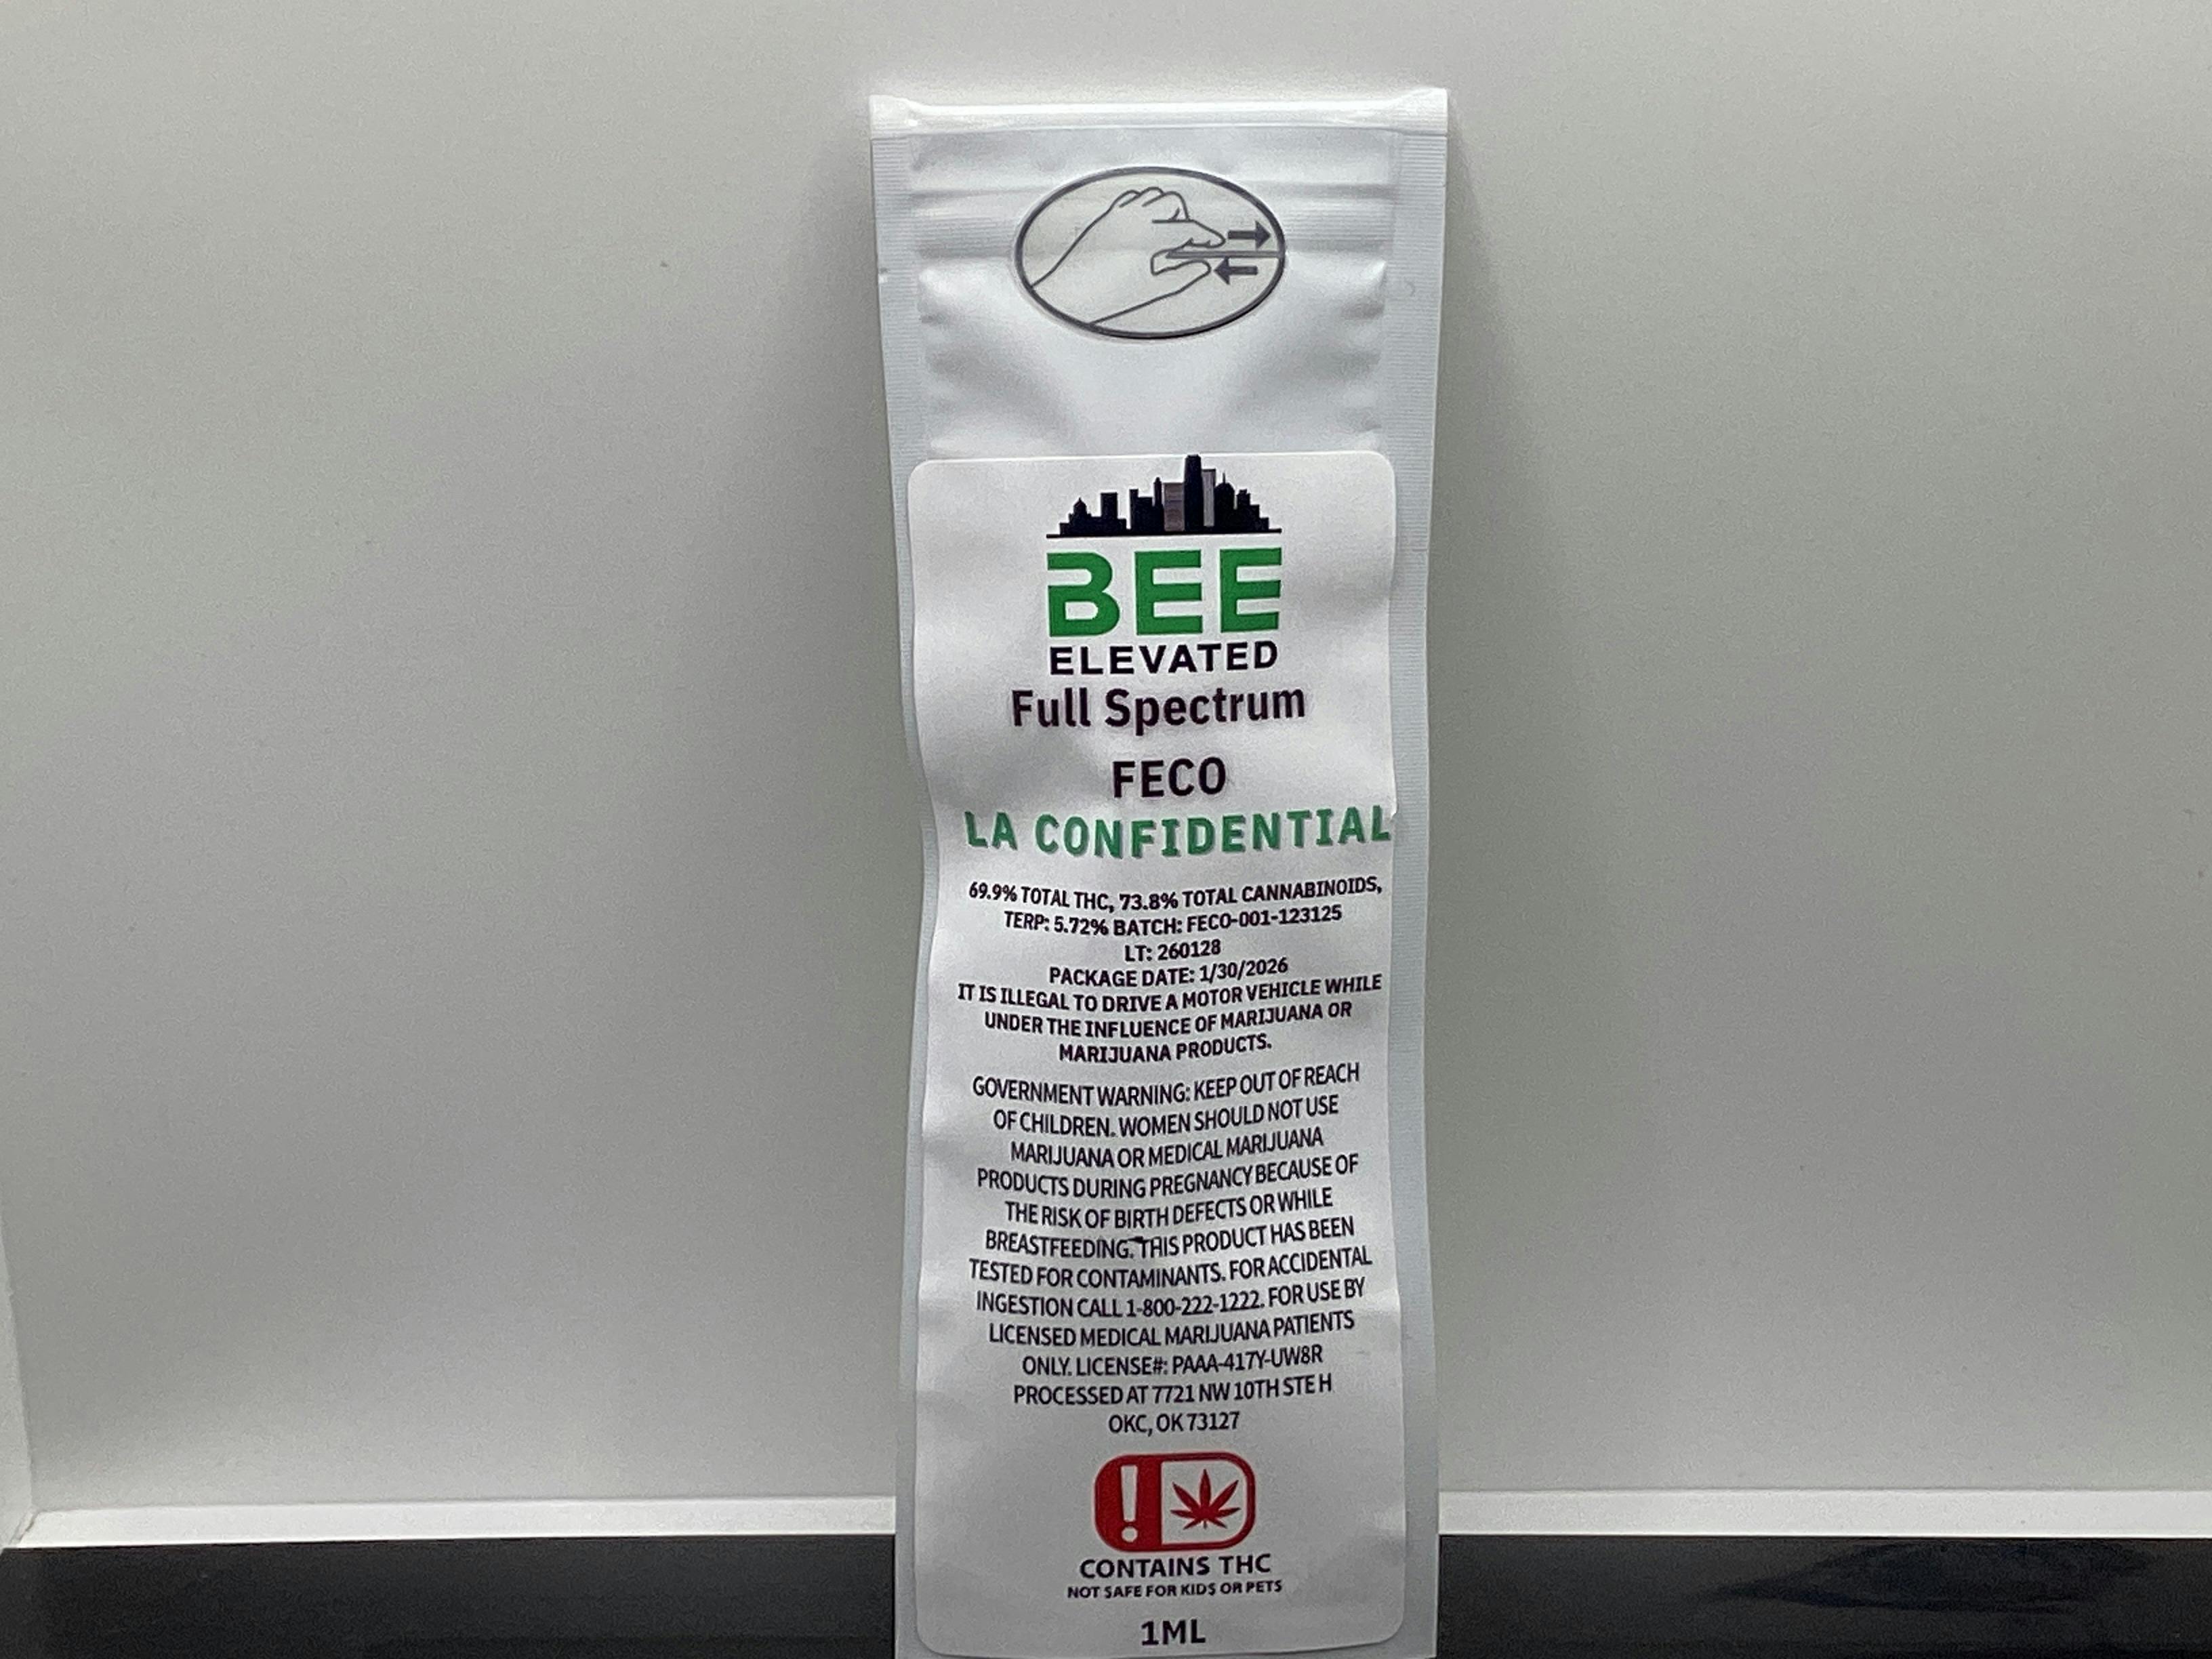 BEE
ELEVATED
Full Spectrum
FECO
LA CONFIDENTIAL
69.9% TOTAL THC, 73.8% TOTAL CANNABINOIDS,
TERP: 5.72% BATCH: FECO-001-123125
LT: 260128
PACKAGE DATE: 1/30/2026
IT IS ILLEGAL TO DRIVE A MOTOR VEHICLE WHILE
UNDER THE INFLUENCE OF MARIJUANA OR
MARIJUANA PRODUCTS.
GOVERNMENT WARNING: KEEP OUT OF REACH
OF CHILDREN. WOMEN SHOULD NOT USE
MARIJUANA OR MEDICAL MARIJUANA
PRODUCTS DURING PREGNANCY BECAUSE OF
THE RISK OF BIRTH DEFECTS OR WHILE
BREASTFEEDING. THIS PRODUCT HAS BEEN
TESTED FOR CONTAMINANTS. FOR ACCIDENTAL
INGESTION CALL 1-800-222-1222. FOR USE BY
LICENSED MEDICAL MARIJUANA PATIENTS
ONLY. LICENSE#: PAAA-417Y-UW8R
PROCESSED AT 7721 NW 10TH STE H
OKC, OK 73127
CONTAINS THC
NOT SAFE FOR KIDS OR PETS
1ML